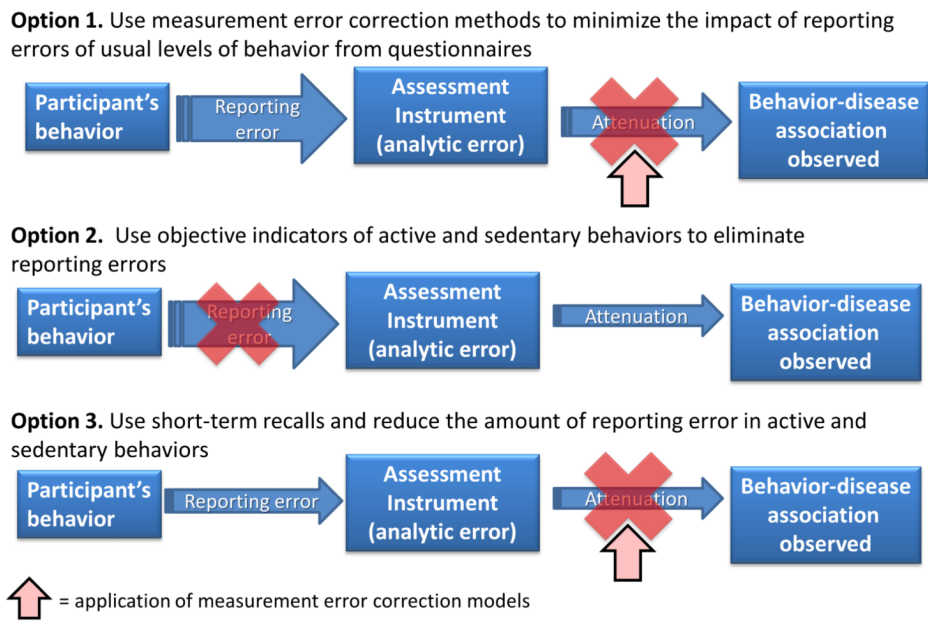 Option 1. Use measurement error correction methods to minimize the impact of reporting
errors of usual levels of behavior from questionnaires
Participant's
behavior
Reporting
error
Assessment
Instrument
(analytic error)
Attenuation
Behavior-disease
association
observed
Option 2. Use objective indicators of active and sedentary behaviors to eliminate
reporting errors
Participant's
behavior
Reporting
error
Assessment
Instrument
(analytic error)
Attenuation
Behavior-disease
association
observed
Option 3. Use short-term recalls and reduce the amount of reporting error in active and
sedentary behaviors
Participant's
behavior
Reporting error
Assessment
Instrument
(analytic error)
Attenuation
Behavior-disease
association
observed
= application of measurement error correction models